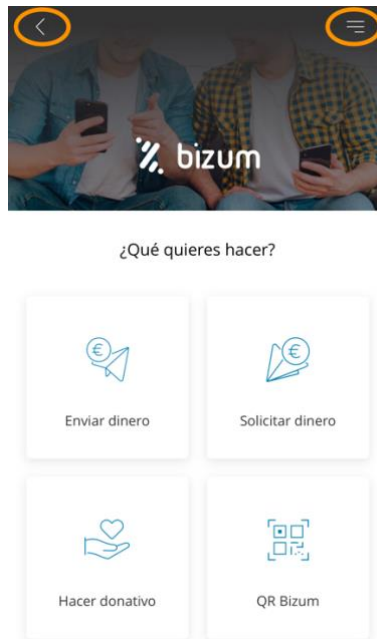 bizum
¿Qué quieres hacer?
Enviar dinero
Solicitar dinero
Hacer donativo
QR Bizum